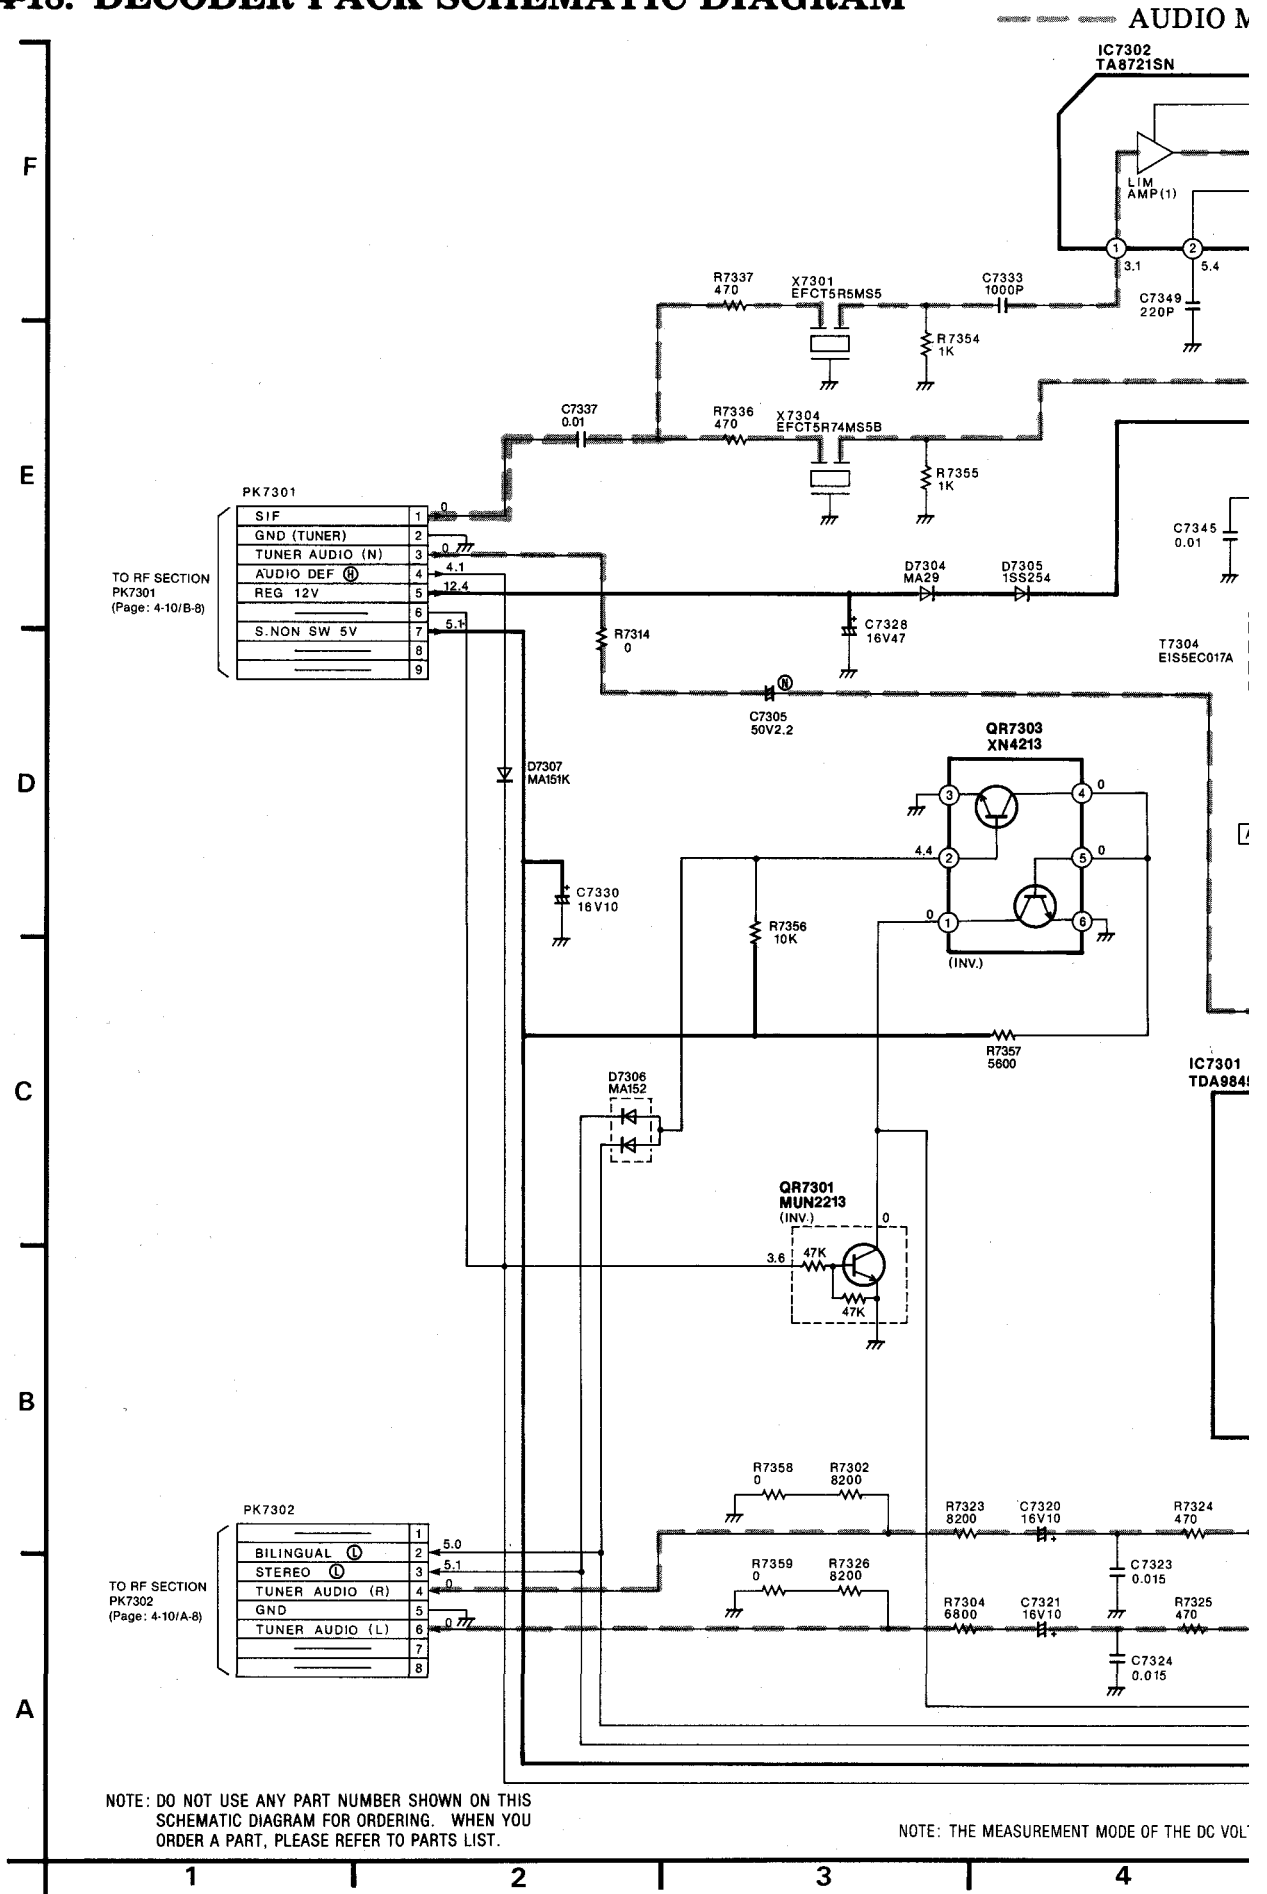 DECODER PACK SCHEMATIC DIAGRAM
AUDIO
IC7302
TA8721SN
F
LIM
AMP(1)
1
2
3.1
5.4
R7337
470
X7301
EFCT5R5MS5
C7333
1000P
C7349
220P
R7354
1K
C7337
0.01
R7336
470
X7304
EFCT5R74MS5B
E
R7355
1K
PK7301
SIF 1 0
GND (TUNER) 2
TUNER AUDIO (N) 3 0
AUDIO DEF Ⓗ 4 4.1
REG 12V 5 12.4
6
S.NON SW 5V 7 5.1
8
9
TO RF SECTION
PK7301
(Page: 4-10/B-8)
C7345
0.01
D7304
MA29
D7305
1SS254
R7314
0
C7328
16V47
T7304
EIS5EC017A
Ⓝ
C7305
50V2.2
QR7303
XN4213
D
D7307
MA151K
3
4 0
4.4 2
5 0
0 1
6
(INV.)
C7330
16V10
R7356
10K
R7357
5600
IC7301
C
D7306
MA152
QR7301
MUN2213
(INV.)
0
3.6
47K
47K
B
R7358
0
R7302
8200
R7323
8200
C7320
16V10
R7324
470
PK7302
1
BILINGUAL Ⓛ 2 5.0
STEREO Ⓛ 3 5.1
TUNER AUDIO (R) 4 0
GND 5
TUNER AUDIO (L) 6 0
7
8
TO RF SECTION
PK7302
(Page: 4-10/A-8)
R7359
0
R7326
8200
C7323
0.015
R7304
6800
C7321
16V10
R7325
470
C7324
0.015
A
NOTE: DO NOT USE ANY PART NUMBER SHOWN ON THIS
SCHEMATIC DIAGRAM FOR ORDERING. WHEN YOU
ORDER A PART, PLEASE REFER TO PARTS LIST.
NOTE: THE MEASUREMENT MODE OF THE DC
1 2 3 4